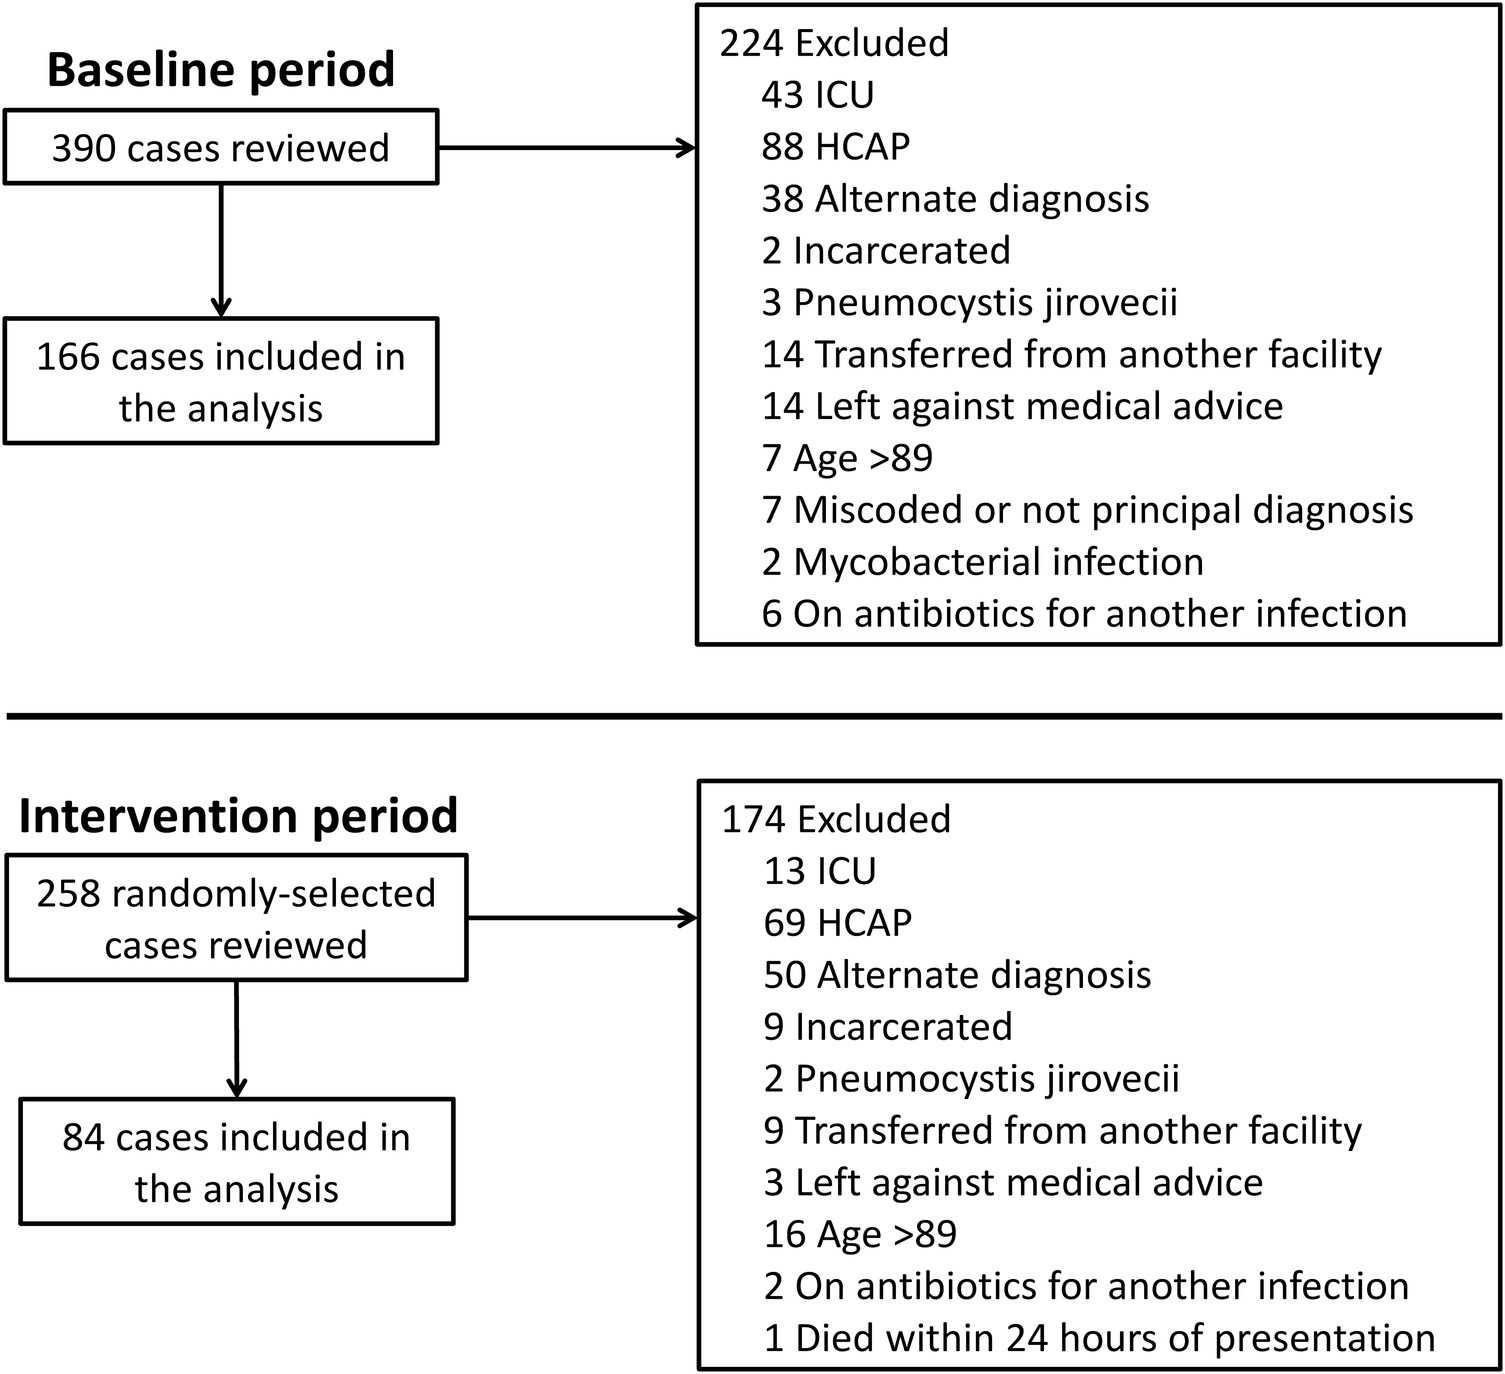 Baseline period
390 cases reviewed
166 cases included in
the analysis
224 Excluded
43 ICU
88 HCAP
38 Alternate diagnosis
2 Incarcerated
3 Pneumocystis jirovecii
14 Transferred from another facility
14 Left against medical advice
7 Age >89
7 Miscoded or not principal diagnosis
2 Mycobacterial infection
6 On antibiotics for another infection
Intervention period
258 randomly-selected
cases reviewed
84 cases included in
the analysis
174 Excluded
13 ICU
69 HCAP
50 Alternate diagnosis
9 Incarcerated
2 Pneumocystis jirovecii
9 Transferred from another facility
3 Left against medical advice
16 Age >89
2 On antibiotics for another infection
1 Died within 24 hours of presentation